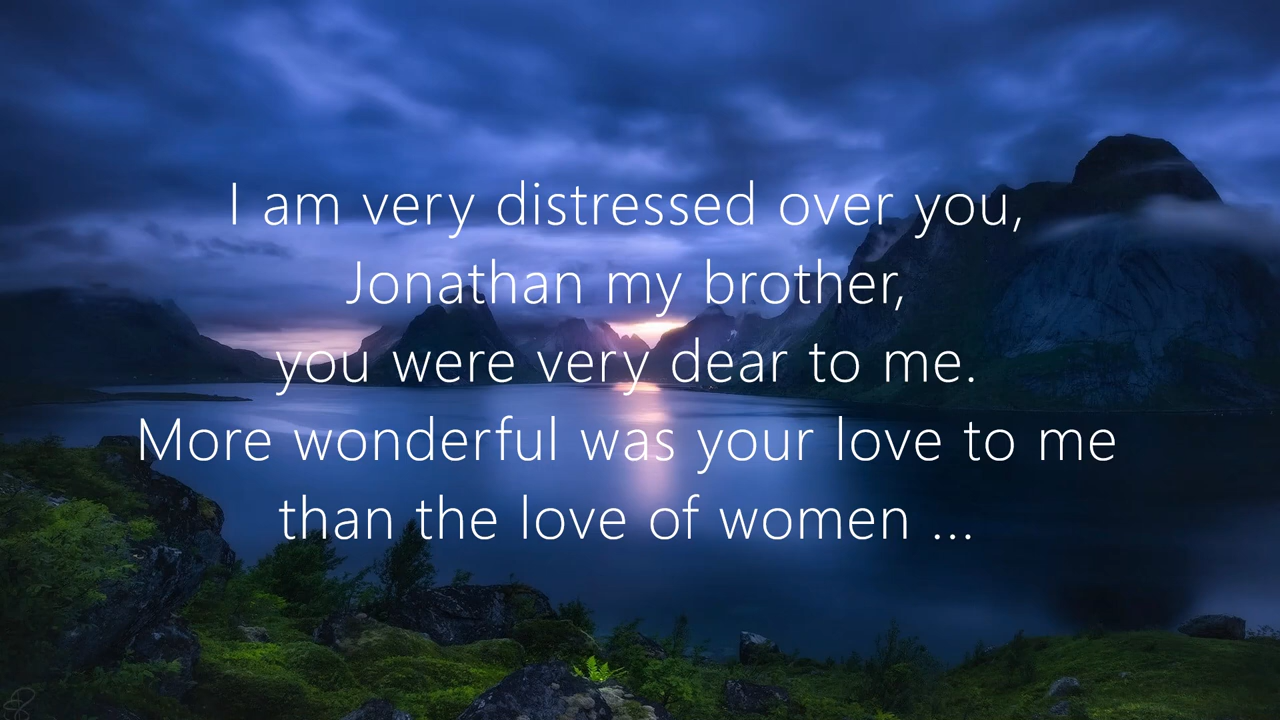 I am very distressed over you,
Jonathan my brother,
you were very dear to me.
More wonderful was your love to me
than the love of women ...